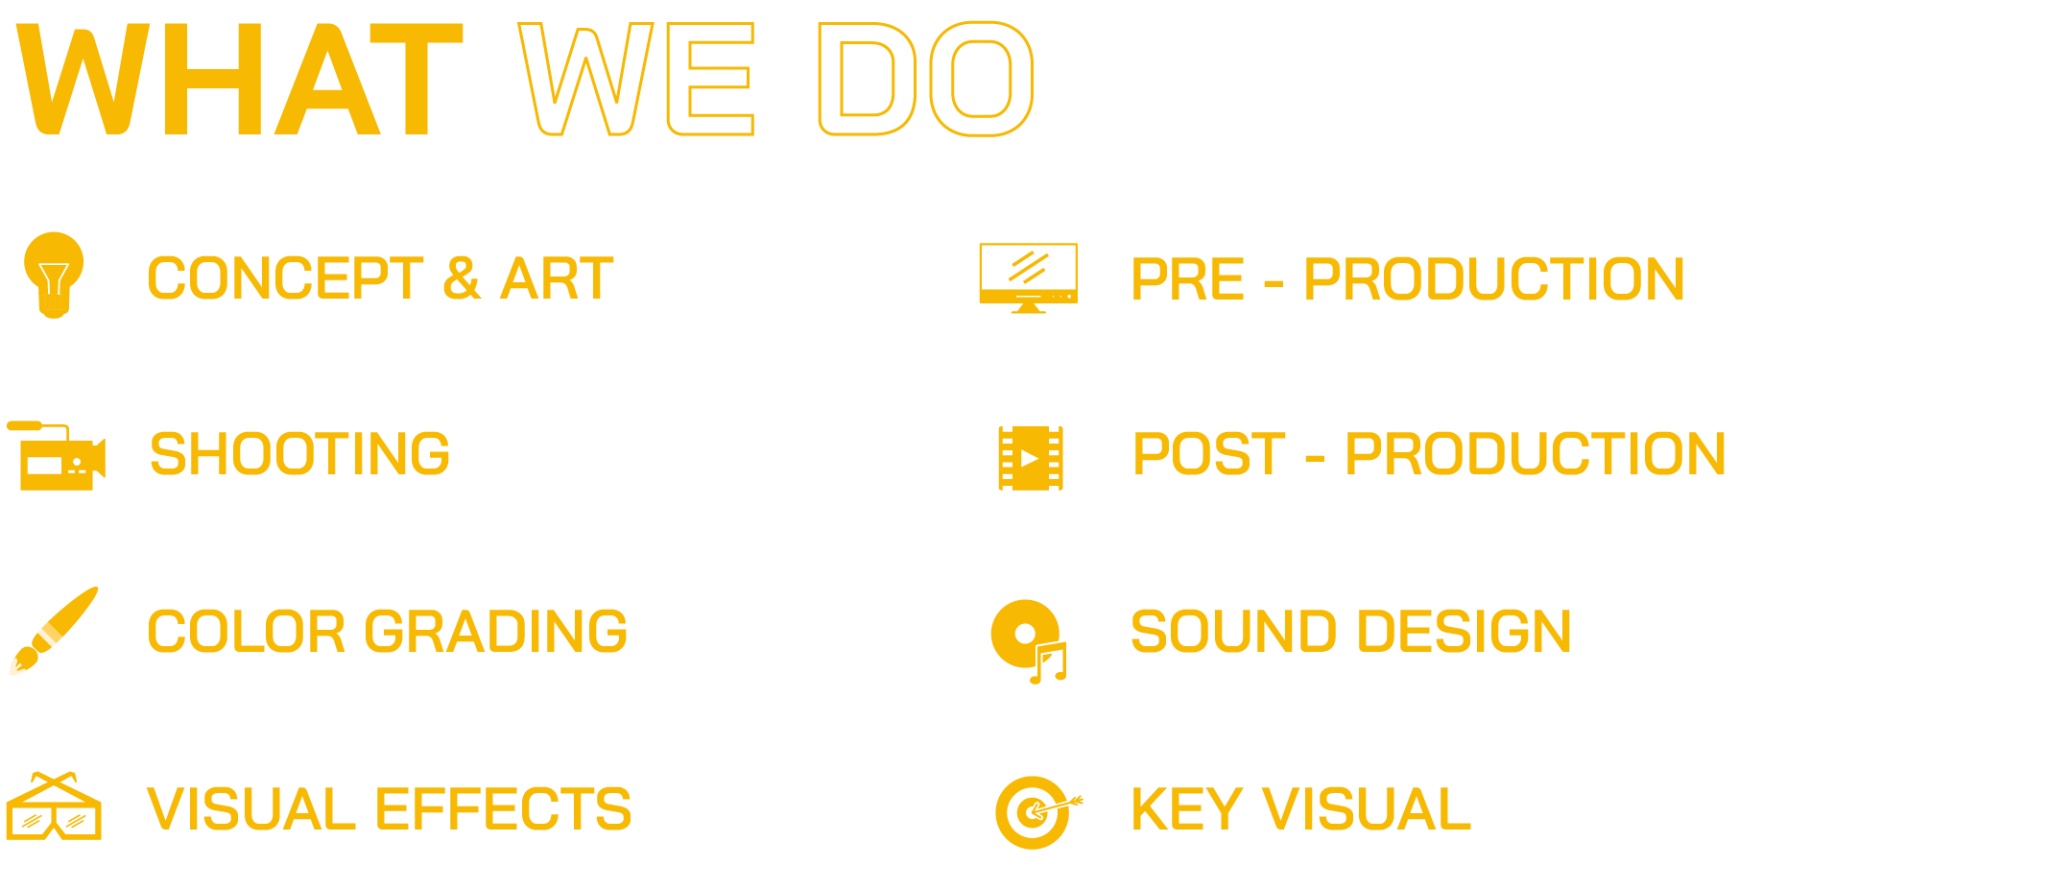 WHAT WE DO
CONCEPT & ART
PRE - PRODUCTION
SHOOTING
POST - PRODUCTION
COLOR GRADING
SOUND DESIGN
VISUAL EFFECTS
KEY VISUAL